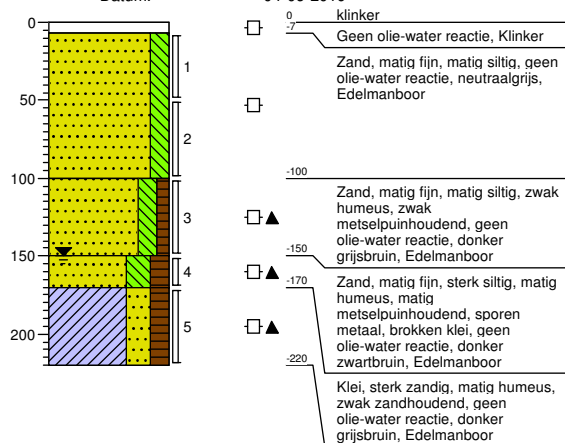 0
50
100
150
200
1
2
3
4
5
0
klinker
-7
Geen olie-water reactie, Klinker
Zand, matig fijn, matig siltig, geen
olie-water reactie, neutraalgrijs,
Edelmanboor
-100
Zand, matig fijn, matig siltig, zwak
humeus, zwak
metselpuinhoudend, geen
olie-water reactie, donker
grijsbruin, Edelmanboor
-150
Zand, matig fijn, sterk siltig, matig
humeus, matig
metselpuinhoudend, sporen
metaal, brokken klei, geen
olie-water reactie, donker
zwartbruin, Edelmanboor
-170
Klei, sterk zandig, matig humeus,
zwak zandhoudend, geen
olie-water reactie, donker
grijsbruin, Edelmanboor
-220